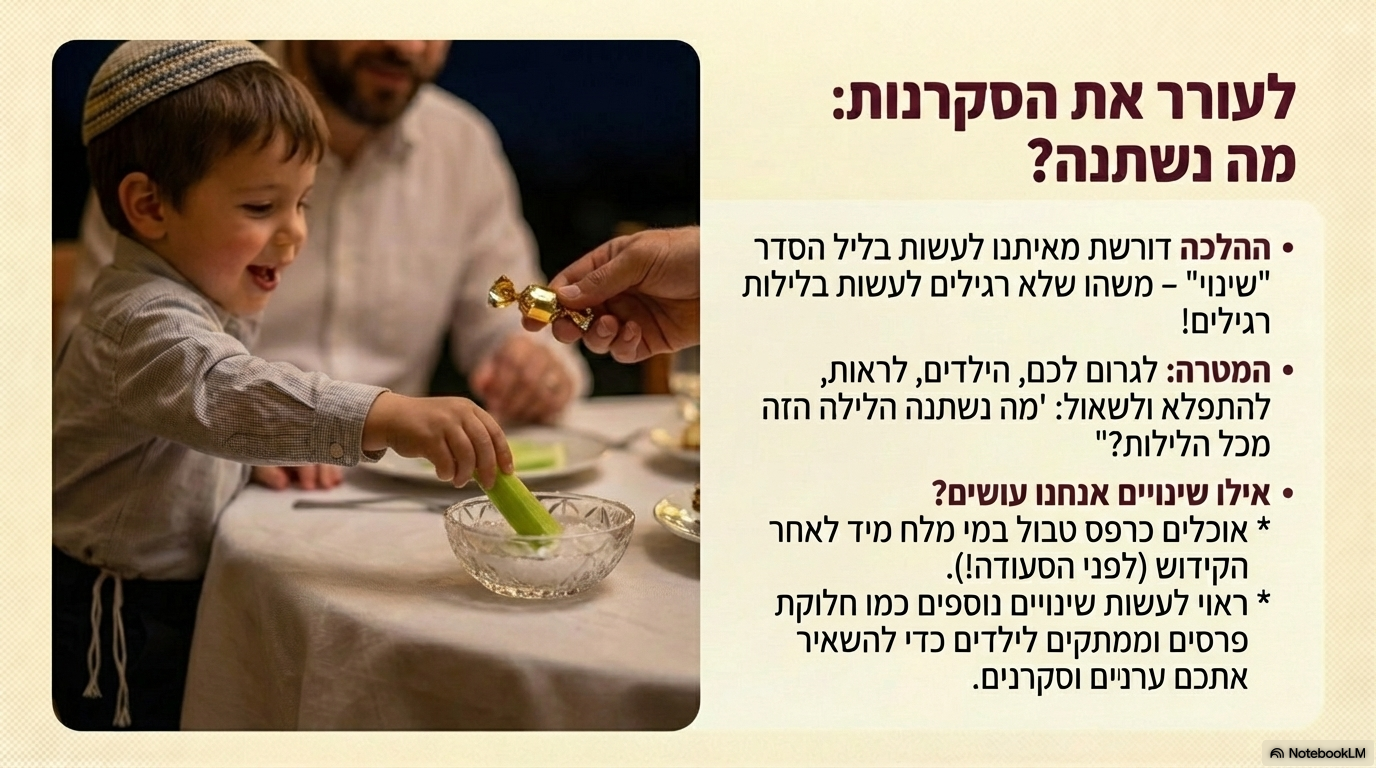 לעורר את הסקרנות:
מה נשתנה?
• ההלכה דורשת מאיתנו לעשות בליל הסדר
"שינוי" – משהו שלא רגילים לעשות בלילות
רגילים!
• המטרה: לגרום לכם, הילדים, לראות,
להתפלא ולשאול: 'מה נשתנה הלילה הזה
מכל הלילות?"
• אילו שינויים אנחנו עושים?
* אוכלים כרפס טבול במי מלח מיד לאחר
הקידוש (לפני הסעודה!).
* ראוי לעשות שינויים נוספים כמו חלוקת
פרסים וממתקים לילדים כדי להשאיר
אתכם ערניים וסקרנים.
NotebookLM